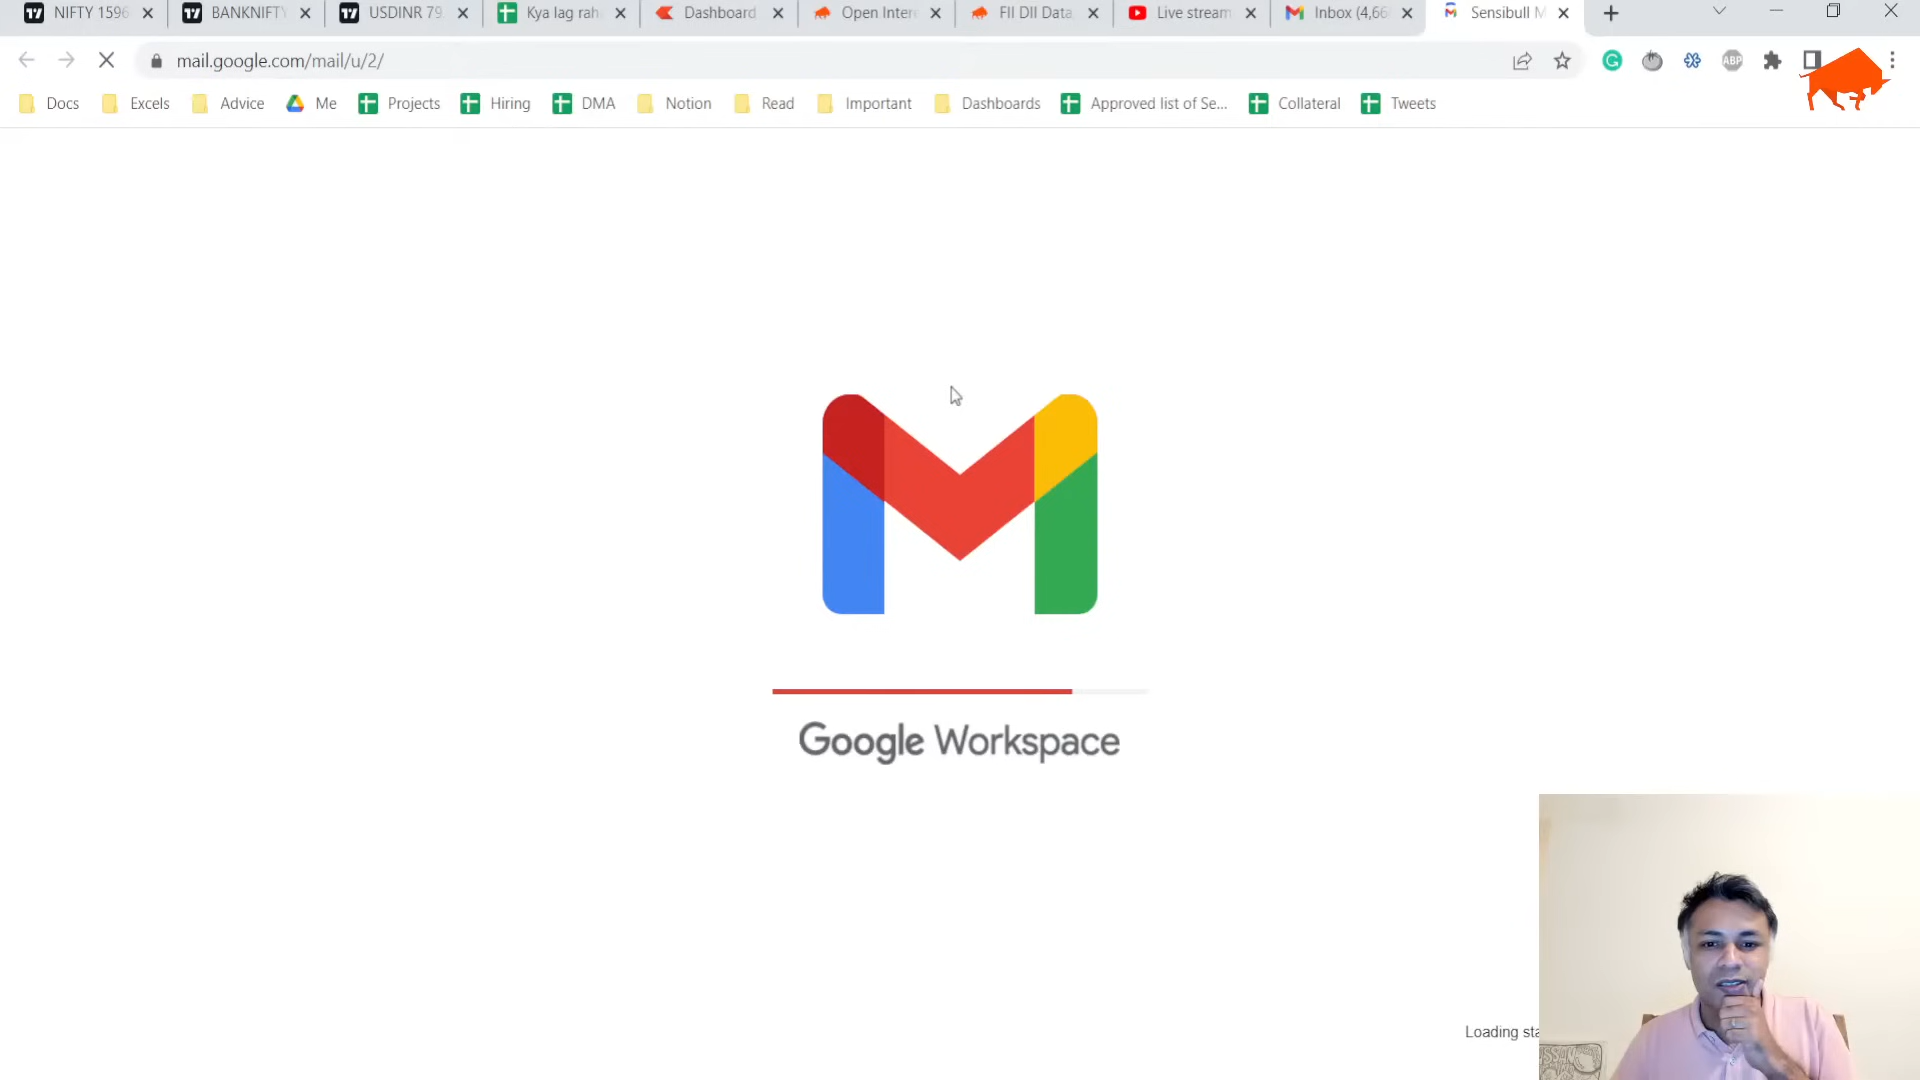 NIFTY 1596
BANKNIFTY
USDINR 79.
Kya lag rah
Dashboard
Open Inter
FII DII Data
Live stream
Inbox (4,66
Sensibull M
mail.google.com/mail/u/2/
ABP
Docs
Excels
Advice
Me
Projects
Hiring
DMA
Notion
Read
Important
Dashboards
Approved list of Se...
Collateral
Tweets
Google Workspace
Loading sta